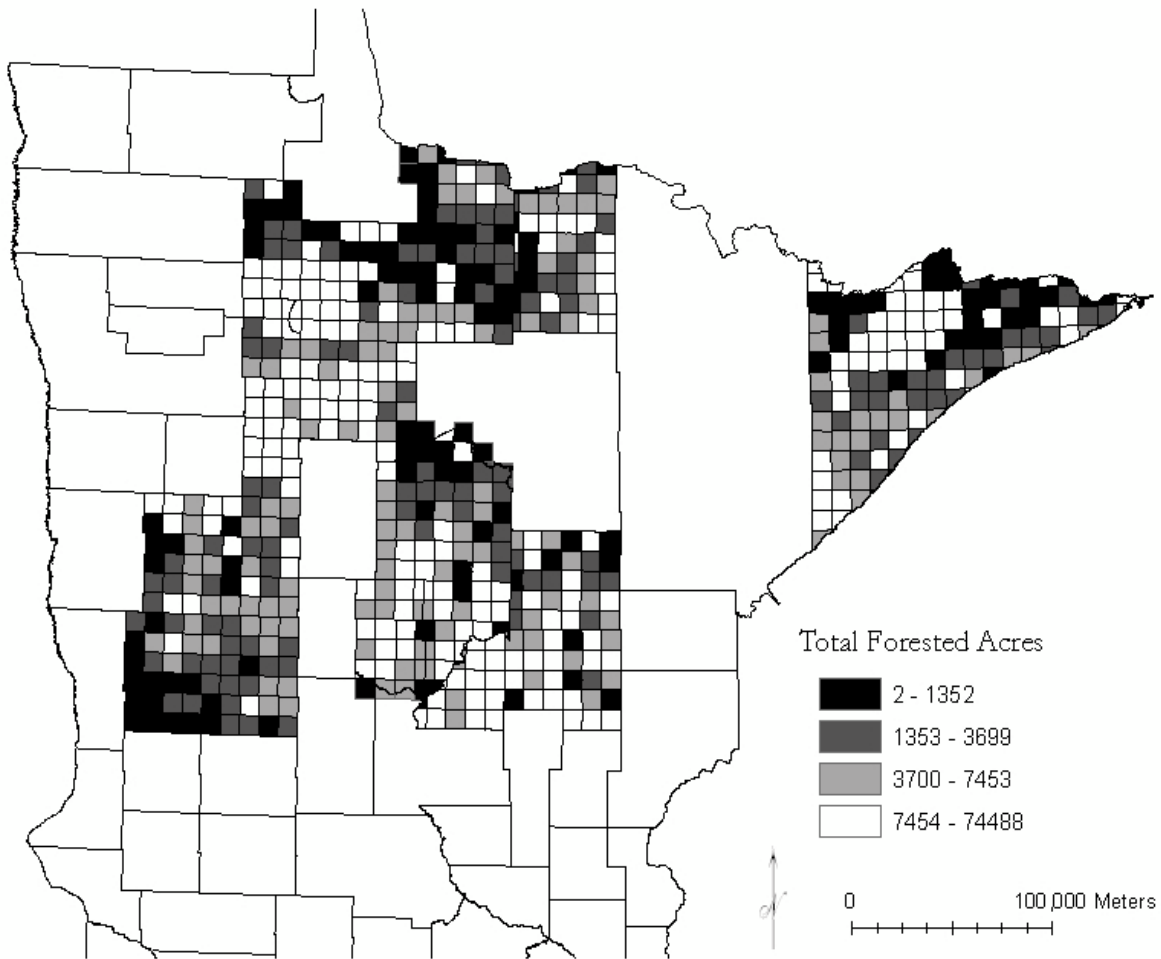 Total Forested Acres
2 - 1352
1353 - 3699
3700 - 7453
7454 - 74488
N
0 100,000 Meters